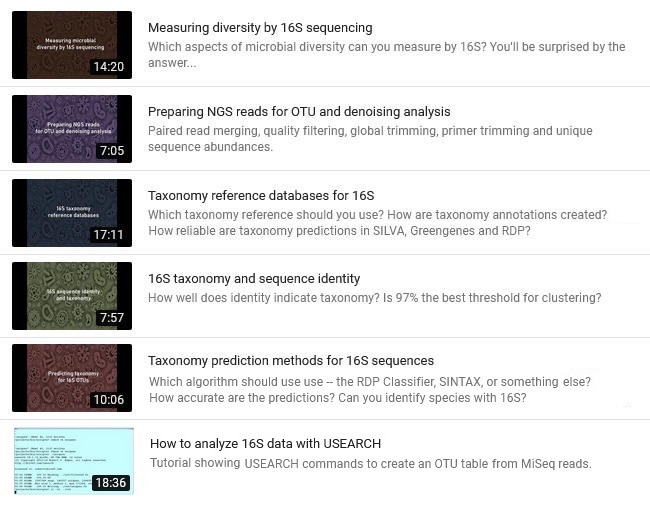 Measuring microbial
diversity by 16S sequencing
14:20
Measuring diversity by 16S sequencing
Which aspects of microbial diversity can you measure by 16S? You'll be surprised by the
answer...
Preparing NGS reads
for OTU and denoising analysis
7:05
Preparing NGS reads for OTU and denoising analysis
Paired read merging, quality filtering, global trimming, primer trimming and unique
sequence abundances.
16S taxonomy
reference databases
17:11
Taxonomy reference databases for 16S
Which taxonomy reference should you use? How are taxonomy annotations created?
How reliable are taxonomy predictions in SILVA, Greengenes and RDP?
16S sequence identity
and taxonomy
7:57
16S taxonomy and sequence identity
How well does identity indicate taxonomy? Is 97% the best threshold for clustering?
Predicting taxonomy
for 16S OTUs
10:06
Taxonomy prediction methods for 16S sequences
Which algorithm should use use -- the RDP Classifier, SINTAX, or something else?
How accurate are the predictions? Can you identify species with 16S?
18:36
How to analyze 16S data with USEARCH
Tutorial showing USEARCH commands to create an OTU table from MiSeq reads.